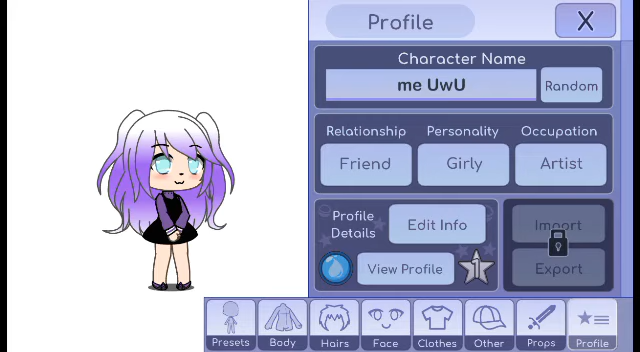 Profile
X
Character Name
me UwU
Random
Relationship
Personality
Occupation
Friend
Girly
Artist
Profile
Details
Edit Info
View Profile
1
Import
Export
Presets
Body
Hairs
Face
Clothes
Other
Props
Profile